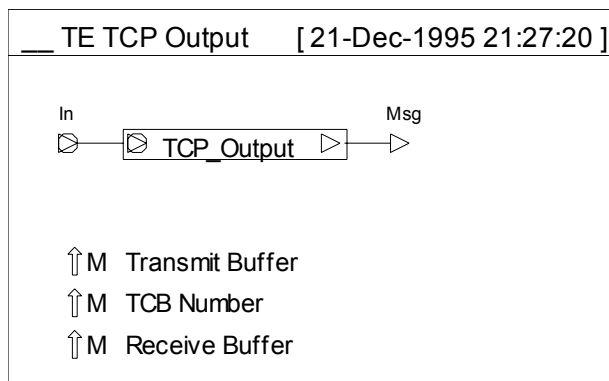 __ TE TCP Output [ 21-Dec-1995 21:27:20 ]
In Msg
TCP_Output
⇧M Transmit Buffer
⇧M TCB Number
⇧M Receive Buffer